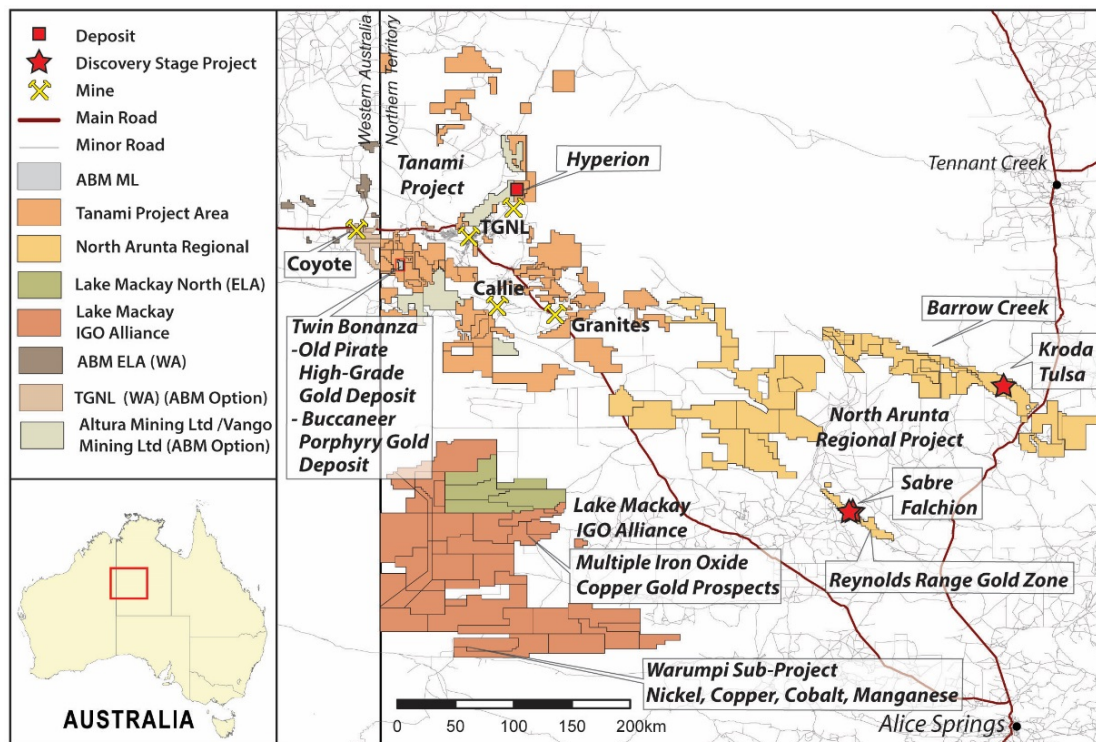 Deposit
Discovery Stage Project
Mine
Main Road
Minor Road
ABM ML
Tanami Project Area
North Arunta Regional
Lake Mackay North (ELA)
Lake Mackay
IGO Alliance
ABM ELA (WA)
TGNL (WA) (ABM Option)
Altura Mining Ltd /Vango
Mining Ltd (ABM Option)
AUSTRALIA
Western Australia
Northern Territory
Tanami
Project
Hyperion
Tennant Creek
TGNL
Coyote
Callie
Granites
Twin Bonanza
-Old Pirate
High-Grade
Gold Deposit
- Buccaneer
Porphyry Gold
Deposit
Barrow Creek
Kroda
Tulsa
North Arunta
Regional Project
Sabre
Falchion
Lake Mackay
IGO Alliance
Multiple Iron Oxide
Copper Gold Prospects
Reynolds Range Gold Zone
Warumpi Sub-Project
Nickel, Copper, Cobalt, Manganese
0 50 100 200km
Alice Springs